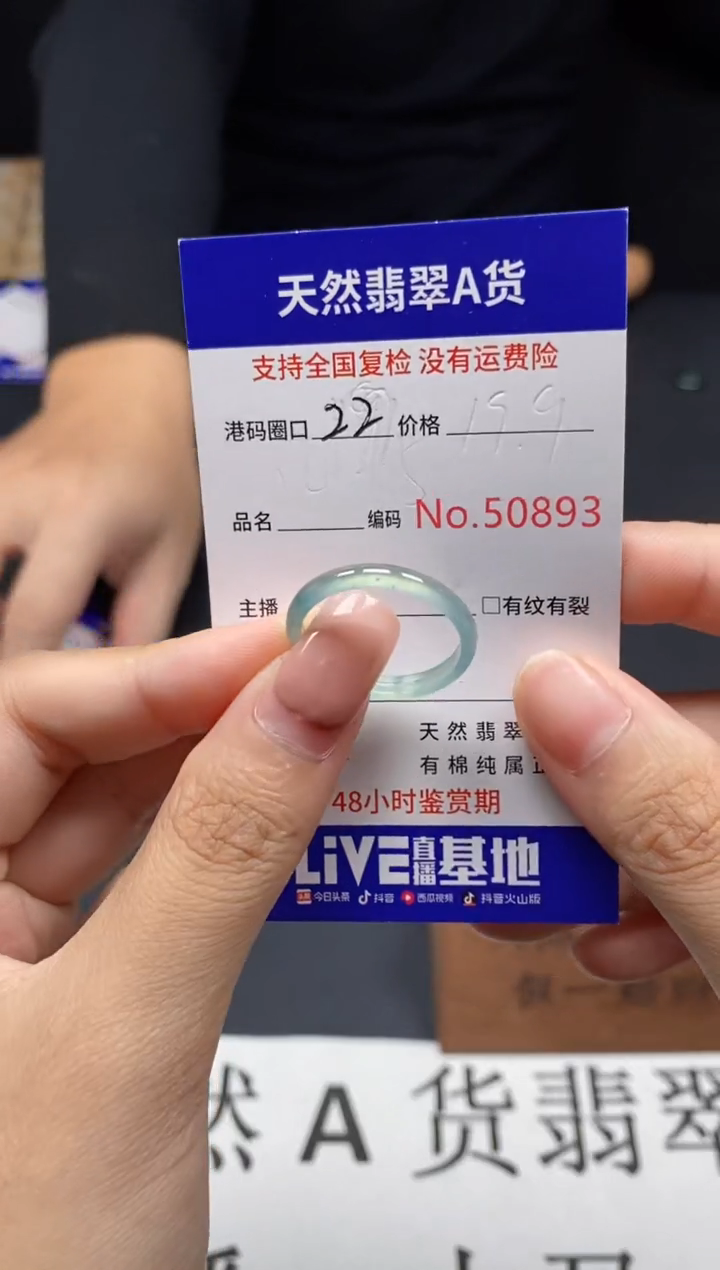 天然翡翠A货
支持全国复检 没有运费险
港码圈口 22 价格 19.9
品名 编码 No.50893
主播 □有纹有裂
天然翡翠
有棉纯属
48小时鉴赏期
LiVE直播基地
今日头条 抖音 西瓜视频 抖音火山版
然A货翡翠